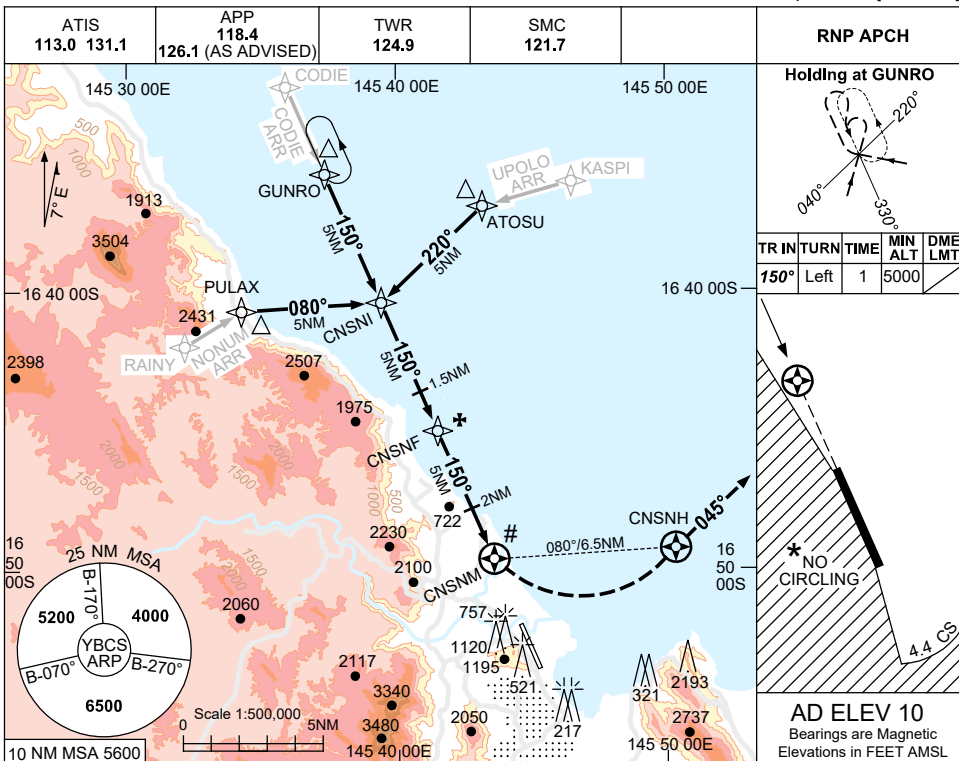 ATIS
113.0 131.1
APP
118.4
126.1 (AS ADVISED)
TWR
124.9
SMC
121.7
RNP APCH
145 30 00E
145 40 00E
145 50 00E
CODIE
CODIE
ARR
GUNRO
UPOLO
ARR
KASPI
ATOSU
7° E
500
1000
1913
3504
150°
5NM
220°
5NM
PULAX
080°
5NM
CNSNI
16 40 00S
16 40 00S
2431
RAINY
NONUM
ARR
2398
2507
1975
150°
5NM
1.5NM
CNSNF
150°
5NM
2NM
2000
1500
1500
1000
500
722
2230
2100
#
CNSNM
080°/6.5NM
CNSNH
045°
16
50
00S
16
50
00S
25 NM MSA
B-170°
5200
4000
YBCS
ARP
B-070°
B-270°
6500
10 NM MSA 5600
1500
2000
2060
2117
3340
3480
2050
757
1120
1195
521
217
321
2193
2737
Scale 1:500,000
0
5NM
145 40 00E
145 50 00E
Holding at GUNRO
220°
040°
330°
TR IN
TURN
TIME
MIN
ALT
DME
LMT
150°
Left
1
5000
*NO
CIRCLING
4.4 CS
AD ELEV 10
Bearings are Magnetic
Elevations in FEET AMSL